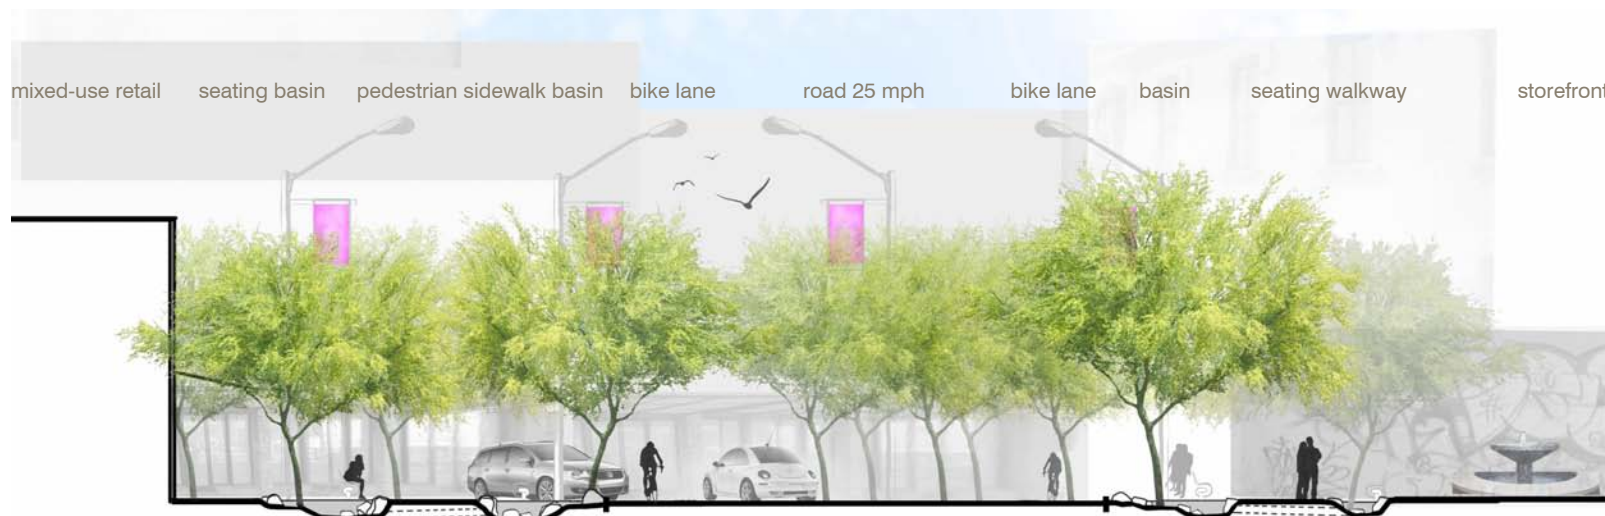 mixed-use retail seating basin pedestrian sidewalk basin bike lane road 25 mph bike lane basin seating walkway storefront